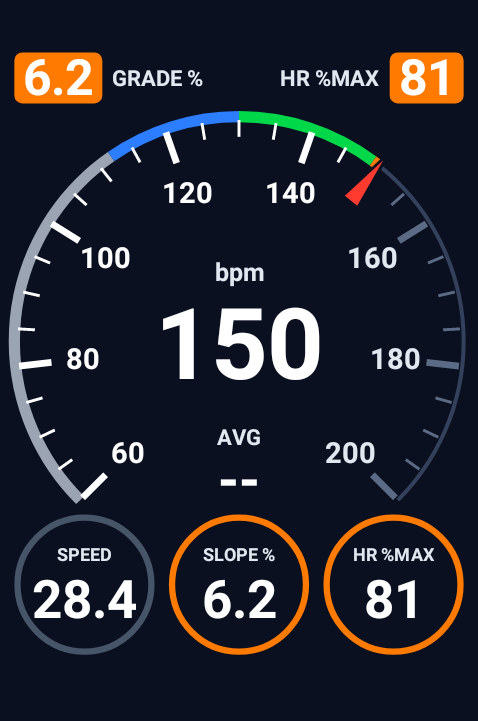 6.2 GRADE % HR %MAX 81
120 140
100 160
bpm
150
80 180
AVG
--
60 200
SPEED SLOPE % HR %MAX
28.4 6.2 81